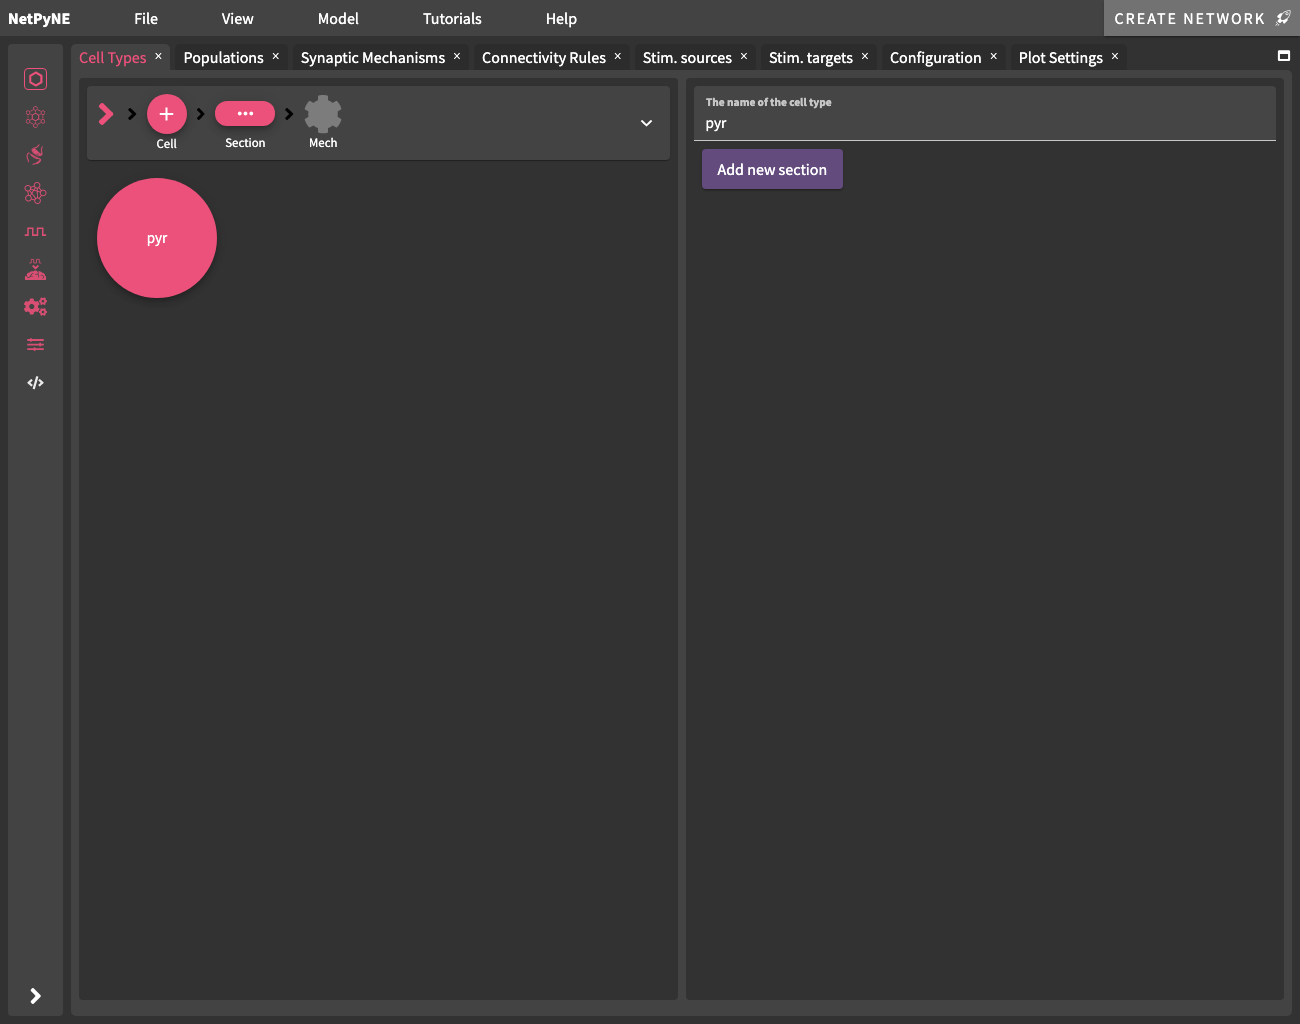 NetPyNE File View Model Tutorials Help CREATE NETWORK
Cell Types × Populations × Synaptic Mechanisms × Connectivity Rules × Stim. sources × Stim. targets × Configuration × Plot Settings ×
Cell Section Mech
pyr
The name of the cell type
pyr
Add new section